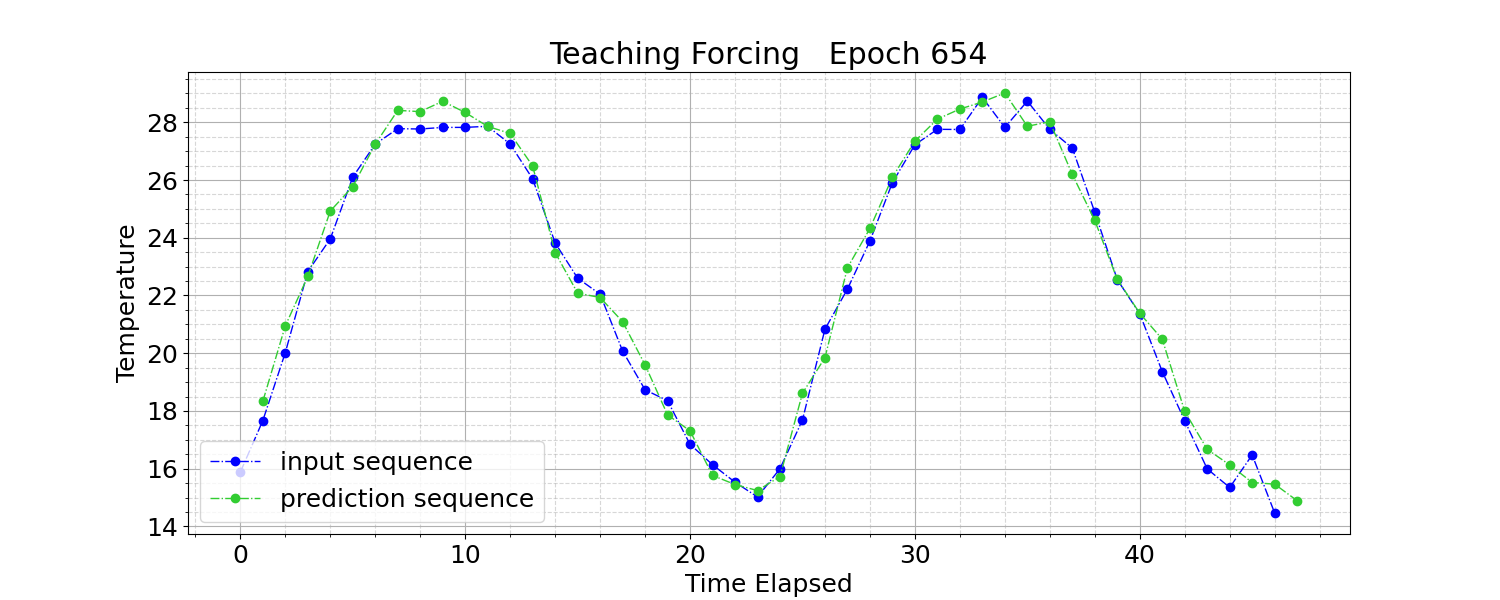 Teaching Forcing   Epoch 654
Temperature
28
26
24
22
20
18
16
14
input sequence
prediction sequence
0 10 20 30 40
Time Elapsed